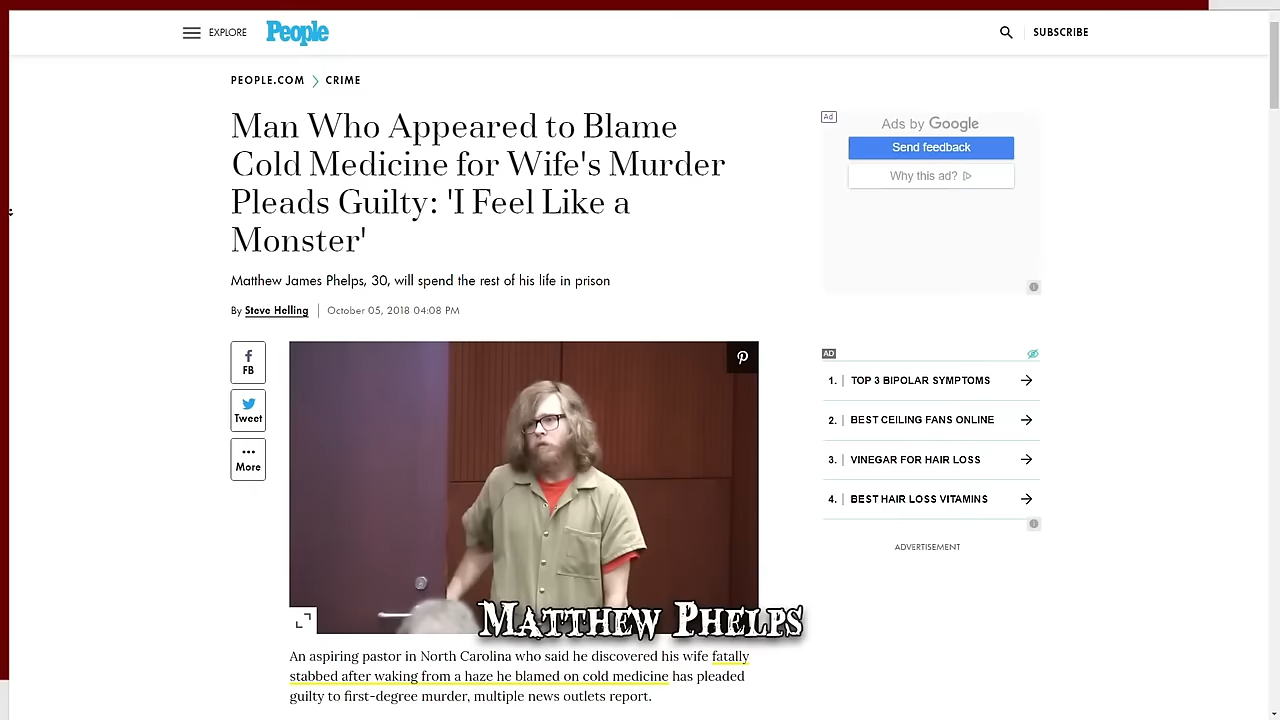 EXPLORE
People
SUBSCRIBE
PEOPLE.COM
CRIME
Man Who Appeared to Blame
Cold Medicine for Wife's Murder
Pleads Guilty: 'I Feel Like a
Monster'
Matthew James Phelps, 30, will spend the rest of his life in prison
By Steve Helling
October 05, 2018 04:08 PM
FB
Tweet
More
Matthew Phelps
An aspiring pastor in North Carolina who said he discovered his wife fatally
stabbed after waking from a haze he blamed on cold medicine has pleaded
guilty to first-degree murder, multiple news outlets report.
Ad
Ads by Google
Send feedback
Why this ad?
AD
1. TOP 3 BIPOLAR SYMPTOMS
2. BEST CEILING FANS ONLINE
3. VINEGAR FOR HAIR LOSS
4. BEST HAIR LOSS VITAMINS
ADVERTISEMENT